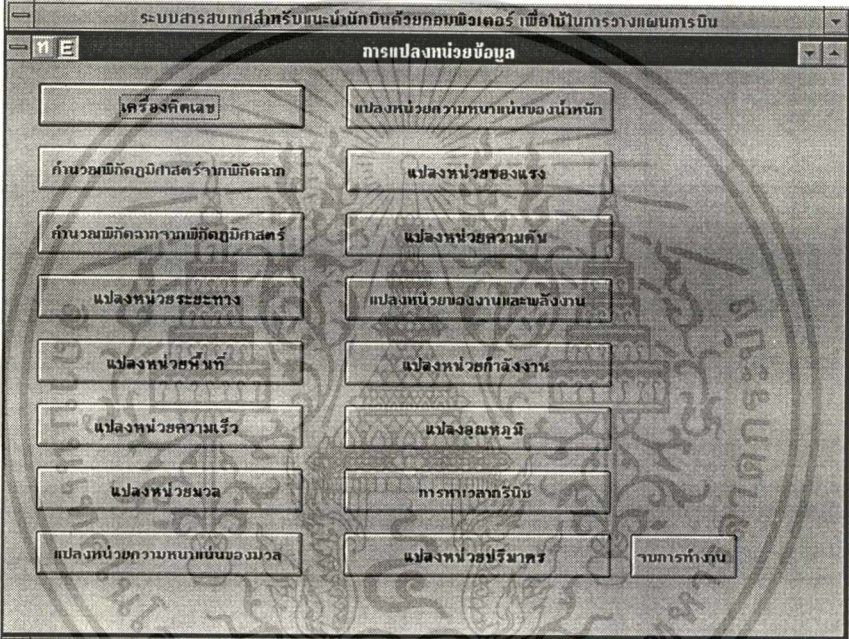 ระบบสารสนเทศสำหรับแนะนำนักบินด้วยคอมพิวเตอร์ เพื่อใช้ในการวางแผนการบิน
ท E
การแปลงหน่วยข้อมูล
เครื่องคิดเลข
แปลงหน่วยความหนาแน่นของน้ำหนัก
คำนวณพิกัดภูมิศาสตร์จากพิกัดฉาก
แปลงหน่วยของแรง
คำนวณพิกัดฉากจากพิกัดภูมิศาสตร์
แปลงหน่วยความดัน
แปลงหน่วยระยะทาง
แปลงหน่วยของงานและพลังงาน
แปลงหน่วยพื้นที่
แปลงหน่วยกำลังงาน
แปลงหน่วยความเร็ว
แปลงอุณหภูมิ
แปลงหน่วยมวล
การหาเวลากรีนิช
แปลงหน่วยความหนาแน่นของมวล
แปลงหน่วยปริมาตร
จบการทำงาน